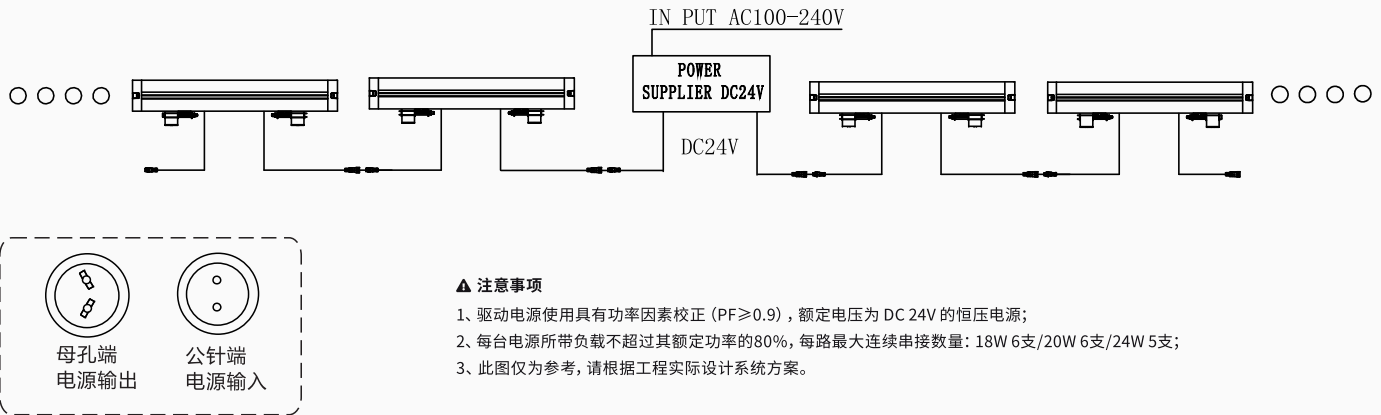 IN PUT AC100-240V
POWER
SUPPLIER DC24V
DC24V
母孔端
电源输出
公针端
电源输入
注意事项
1、驱动电源使用具有功率因素校正（PF≥0.9），额定电压为 DC 24V 的恒压电源；
2、每台电源所带负载不超过其额定功率的80%，每路最大连续串接数量：18W 6支/20W 6支/24W 5支；
3、此图仅为参考，请根据工程实际设计系统方案。